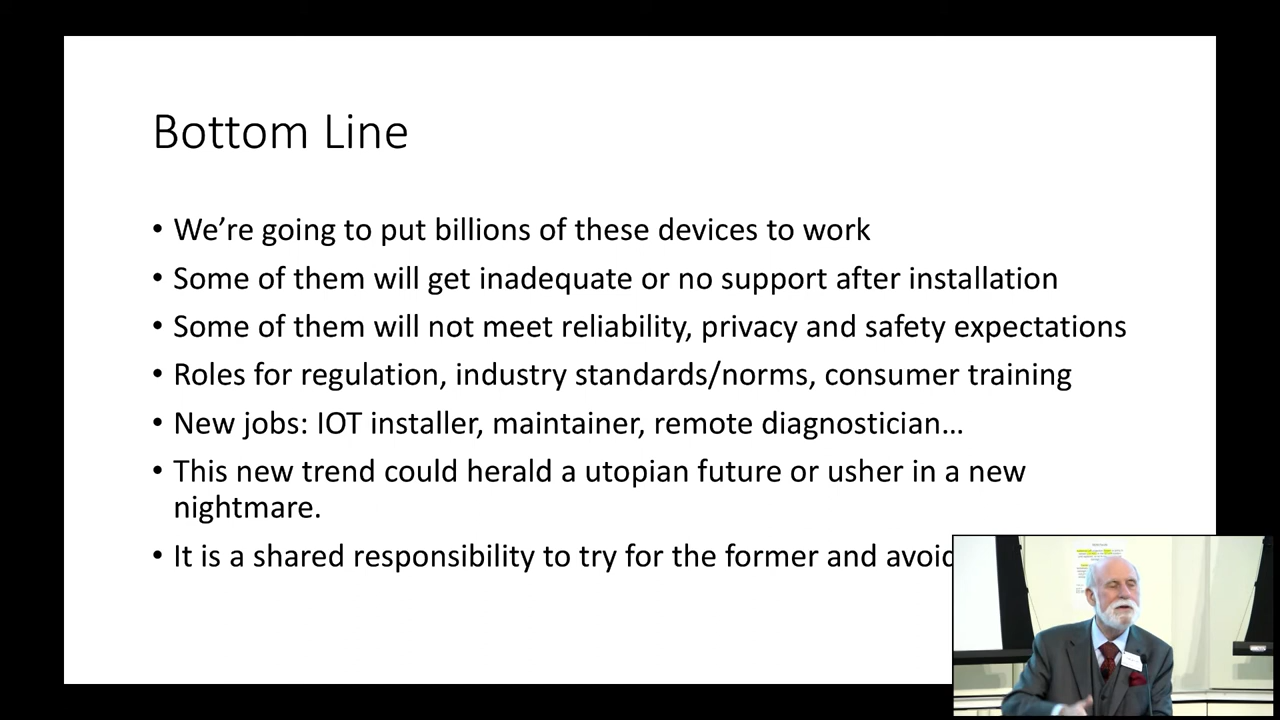 Bottom Line
• We’re going to put billions of these devices to work
• Some of them will get inadequate or no support after installation
• Some of them will not meet reliability, privacy and safety expectations
• Roles for regulation, industry standards/norms, consumer training
• New jobs: IOT installer, maintainer, remote diagnostician…
• This new trend could herald a utopian future or usher in a new
nightmare.
• It is a shared responsibility to try for the former and avoid